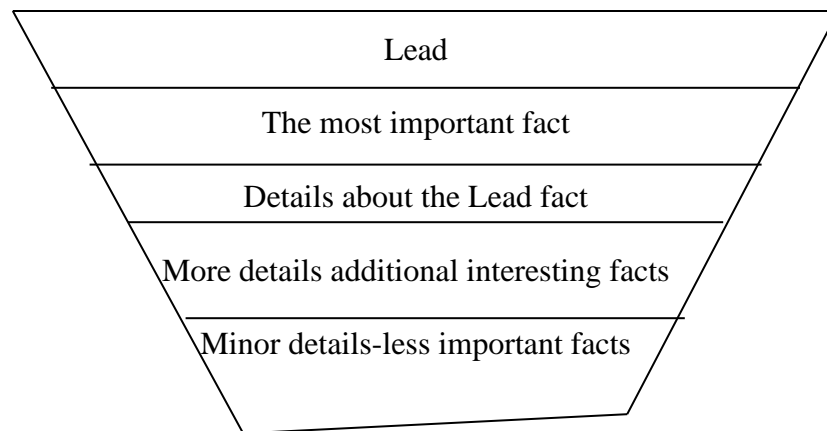 Lead
The most important fact
Details about the Lead fact
More details additional interesting facts
Minor details-less important facts